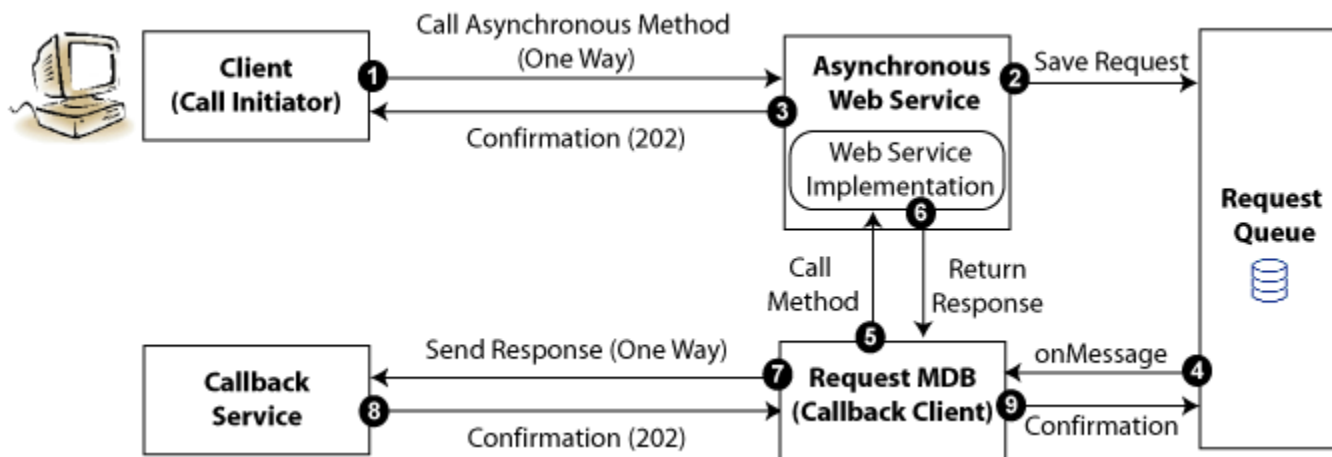 Call Asynchronous Method
(One Way)
Client
(Call Initiator)
1
Asynchronous
Web Service
2
Save Request
3
Confirmation (202)
Web Service
Implementation
6
Request
Queue
Call
Method
Return
Response
5
Send Response (One Way)
onMessage
Callback
Service
7
Request MDB
(Callback Client)
4
8
9
Confirmation (202)
Confirmation